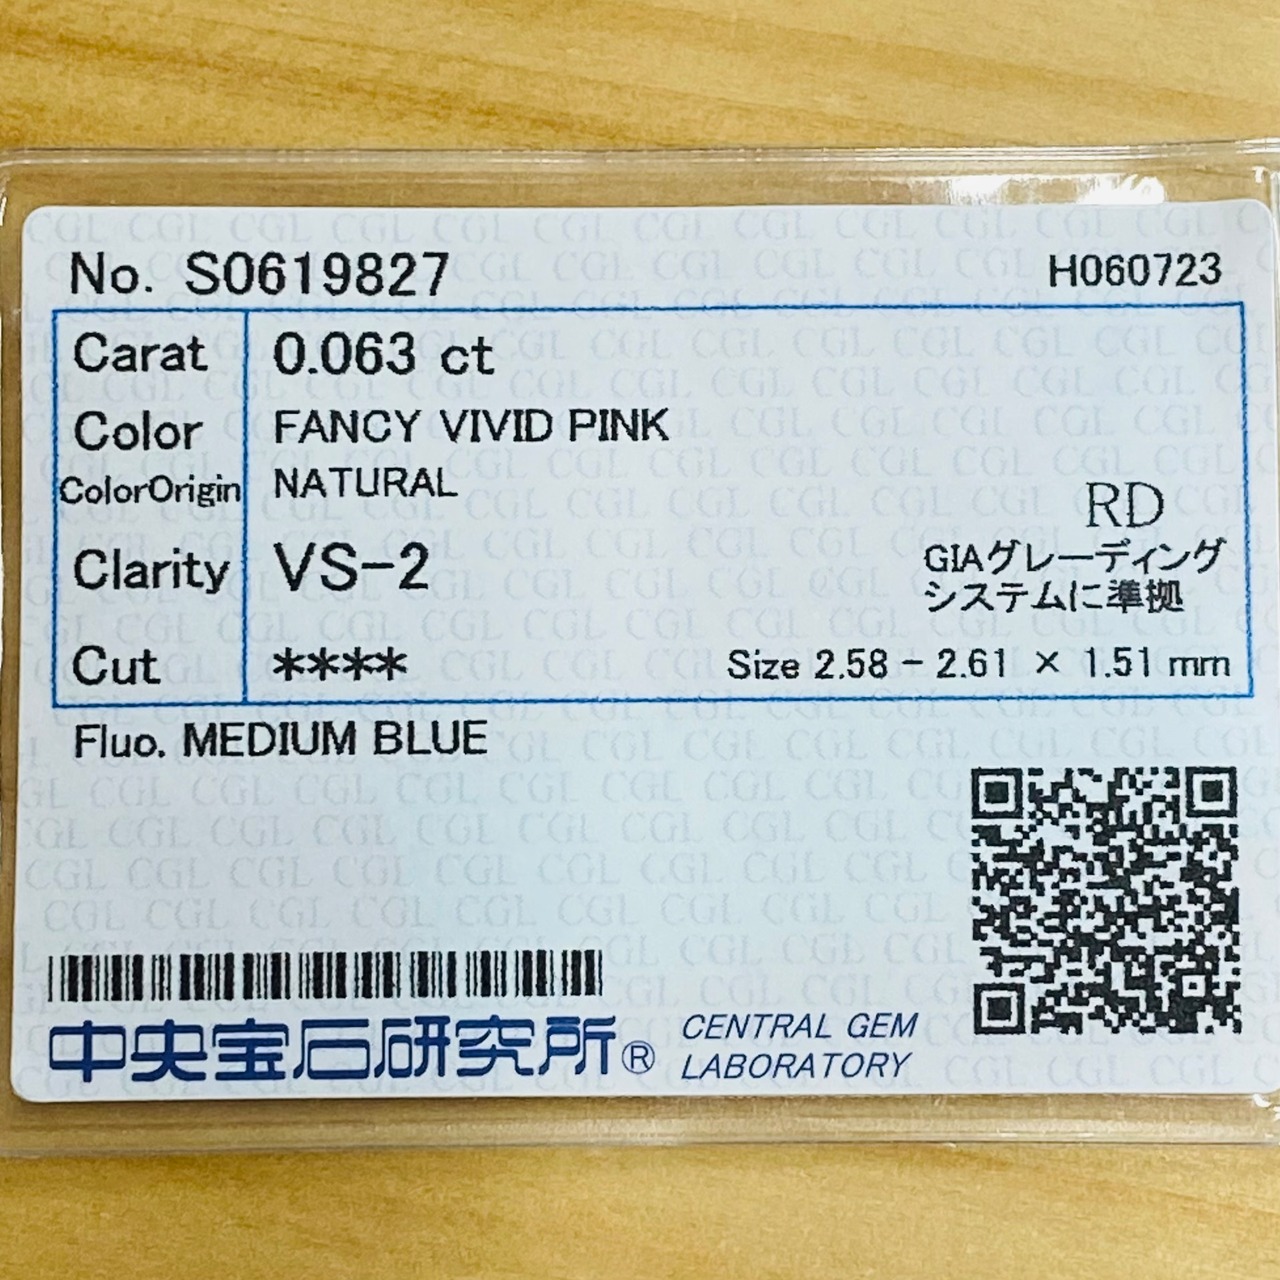 No. S0619827
H060723
Carat 0.063 ct
Color FANCY VIVID PINK
ColorOrigin NATURAL
RD
Clarity VS-2
GIAグレーディング
システムに準拠
Cut ****
Size 2.58 - 2.61 × 1.51 mm
Fluo. MEDIUM BLUE
中央宝石研究所®
CENTRAL GEM
LABORATORY